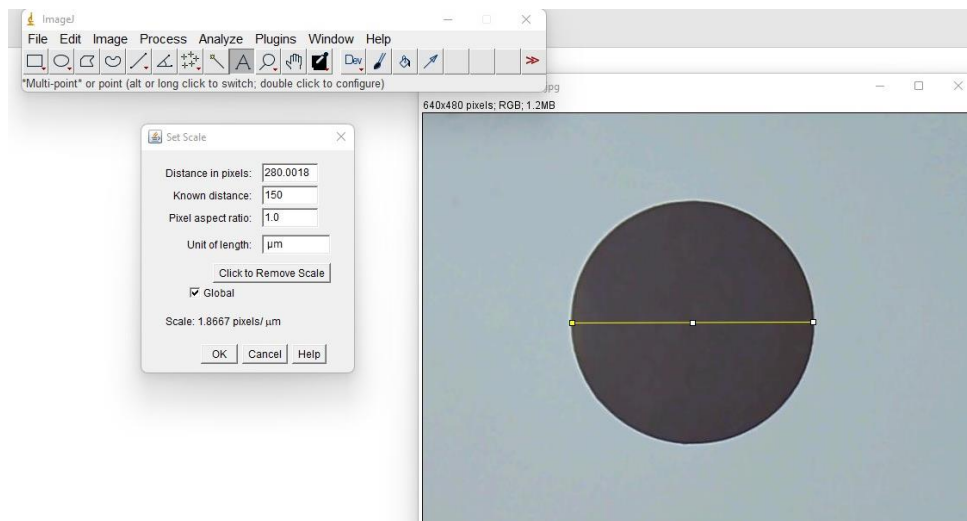 ImageJ
File Edit Image Process Analyze Plugins Window Help
A
Dev
>>
*Multi-point* or point (alt or long click to switch; double click to configure)
jpg
640x480 pixels; RGB; 1.2MB
Set Scale
Distance in pixels: 280.0018
Known distance: 150
Pixel aspect ratio: 1.0
Unit of length: μm
Click to Remove Scale
Global
Scale: 1.8667 pixels/μm
OK Cancel Help